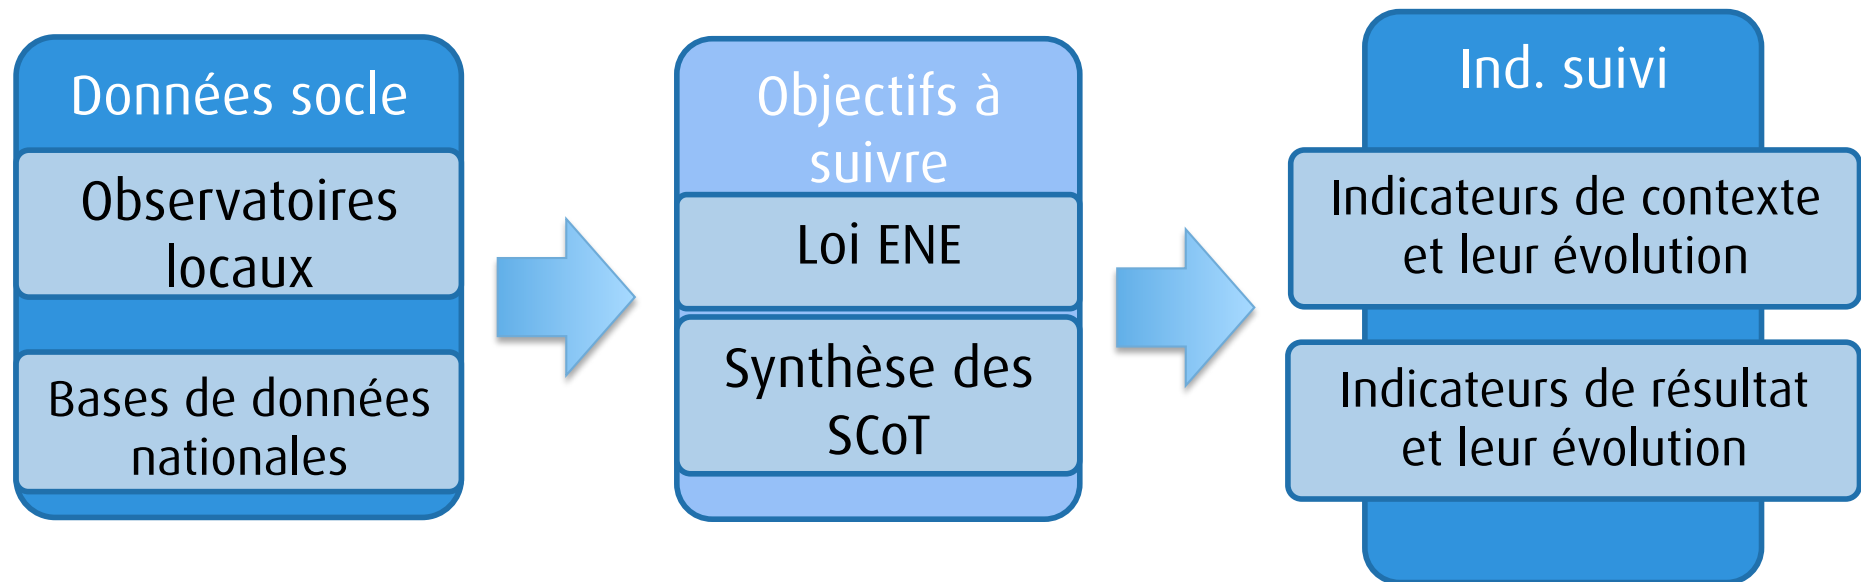 Données socle
Observatoires
locaux
Bases de données
nationales
Objectifs à
suivre
Loi ENE
Synthèse des
SCoT
Ind. suivi
Indicateurs de contexte
et leur évolution
Indicateurs de résultat
et leur évolution